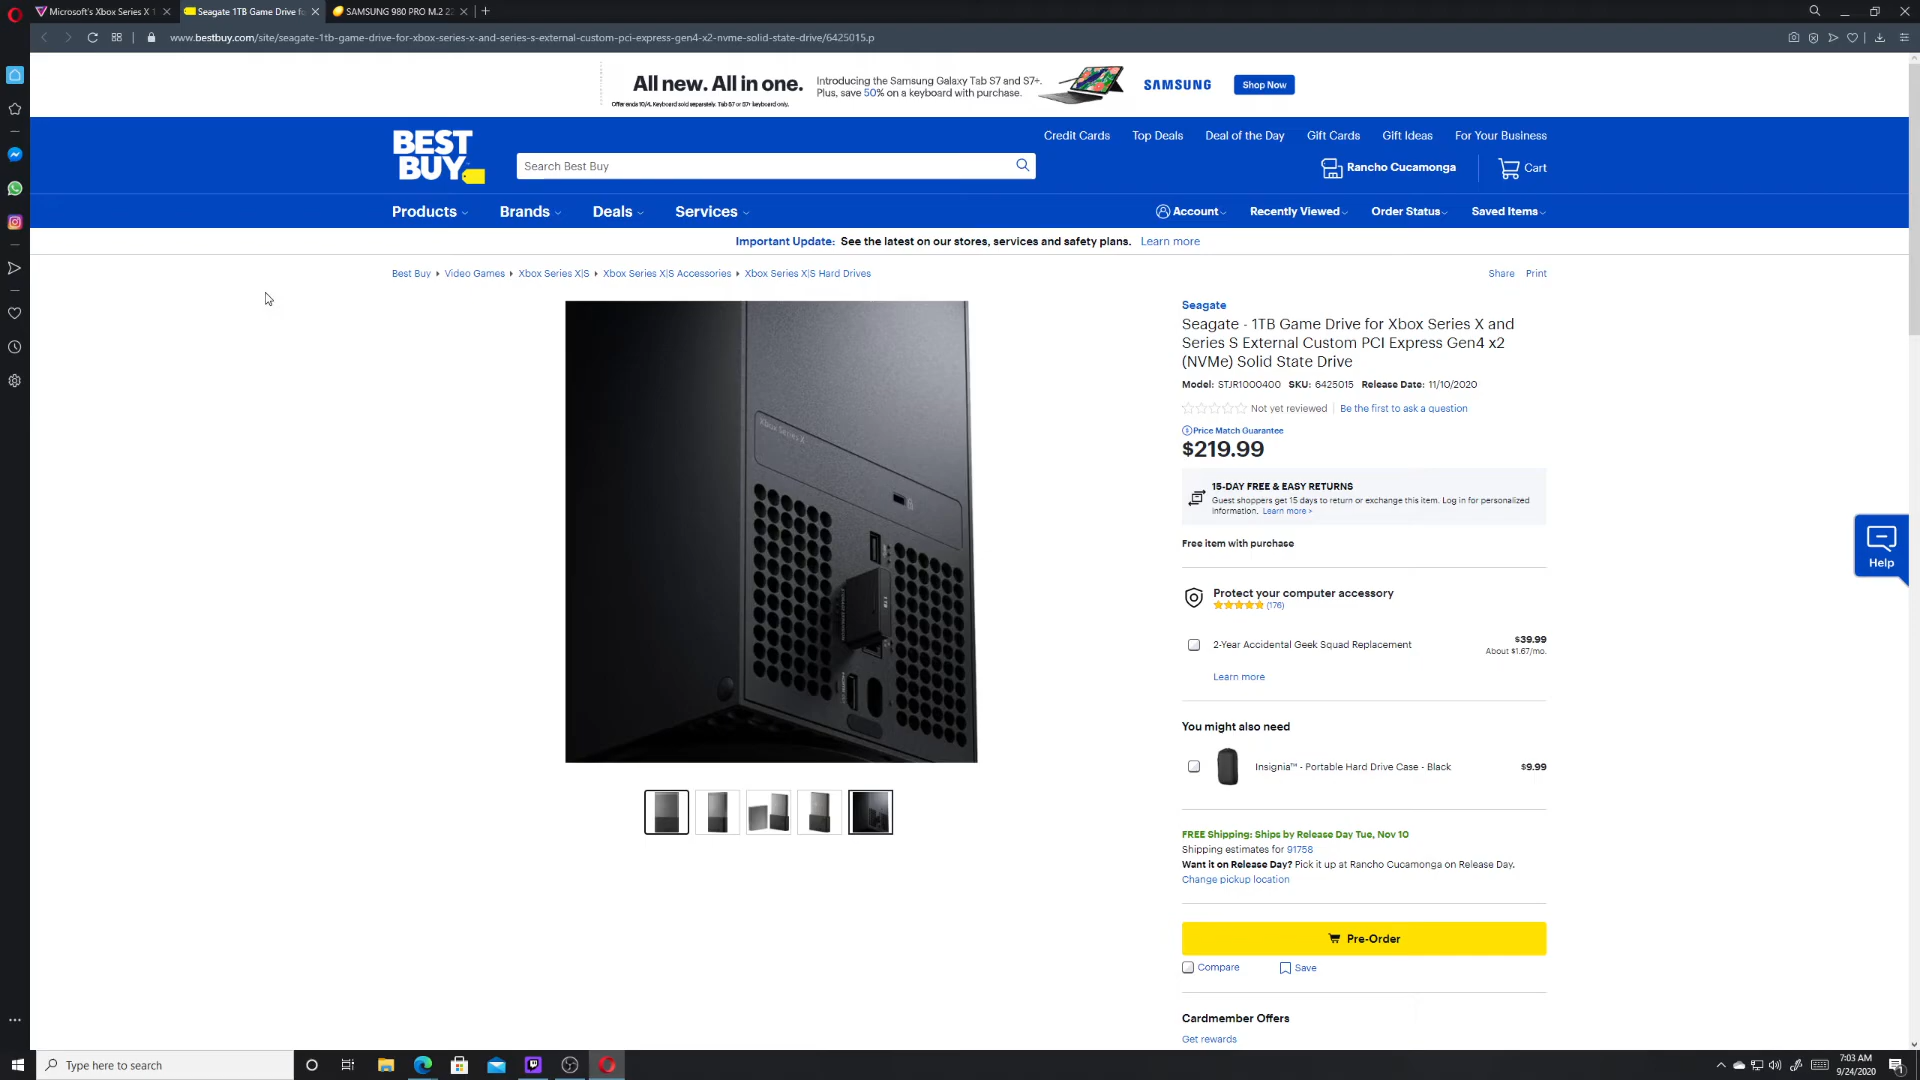 Microsoft's Xbox Series X
Seagate 1TB Game Drive f
SAMSUNG 980 PRO M.2 22
www.bestbuy.com/site/seagate-1tb-game-drive-for-xbox-series-x-and-series-s-external-custom-pci-express-gen4-x2-nvme-solid-state-drive/6425015.p
All new. All in one.
Offer ends 10/4. Keyboard sold separately. Tab S7 or S7+ keyboard only.
Introducing the Samsung Galaxy Tab S7 and S7+.
Plus, save 50% on a keyboard with purchase.
SAMSUNG
Shop Now
BEST
BUY
Search Best Buy
Credit Cards
Top Deals
Deal of the Day
Gift Cards
Gift Ideas
For Your Business
Rancho Cucamonga
Cart
Products
Brands
Deals
Services
Account
Recently Viewed
Order Status
Saved Items
Important Update: See the latest on our stores, services and safety plans. Learn more
Best Buy
Video Games
Xbox Series X|S
Xbox Series X|S Accessories
Xbox Series X|S Hard Drives
Share
Print
Xbox Series X
1TB
Seagate
Seagate - 1TB Game Drive for Xbox Series X and
Series S External Custom PCI Express Gen4 x2
(NVMe) Solid State Drive
Model: STJR1000400 SKU: 6425015 Release Date: 11/10/2020
Not yet reviewed
Be the first to ask a question
Price Match Guarantee
$219.99
15-DAY FREE & EASY RETURNS
Guest shoppers get 15 days to return or exchange this item. Log in for personalized
information. Learn more >
Free item with purchase
Protect your computer accessory
(176)
2-Year Accidental Geek Squad Replacement
$39.99
About $1.67/mo.
Learn more
You might also need
Insignia™ - Portable Hard Drive Case - Black
$9.99
FREE Shipping: Ships by Release Day Tue, Nov 10
Shipping estimates for 91758
Want it on Release Day? Pick it up at Rancho Cucamonga on Release Day.
Change pickup location
Pre-Order
Compare
Save
Cardmember Offers
Get rewards
Help
Type here to search
7:03 AM
9/24/2020